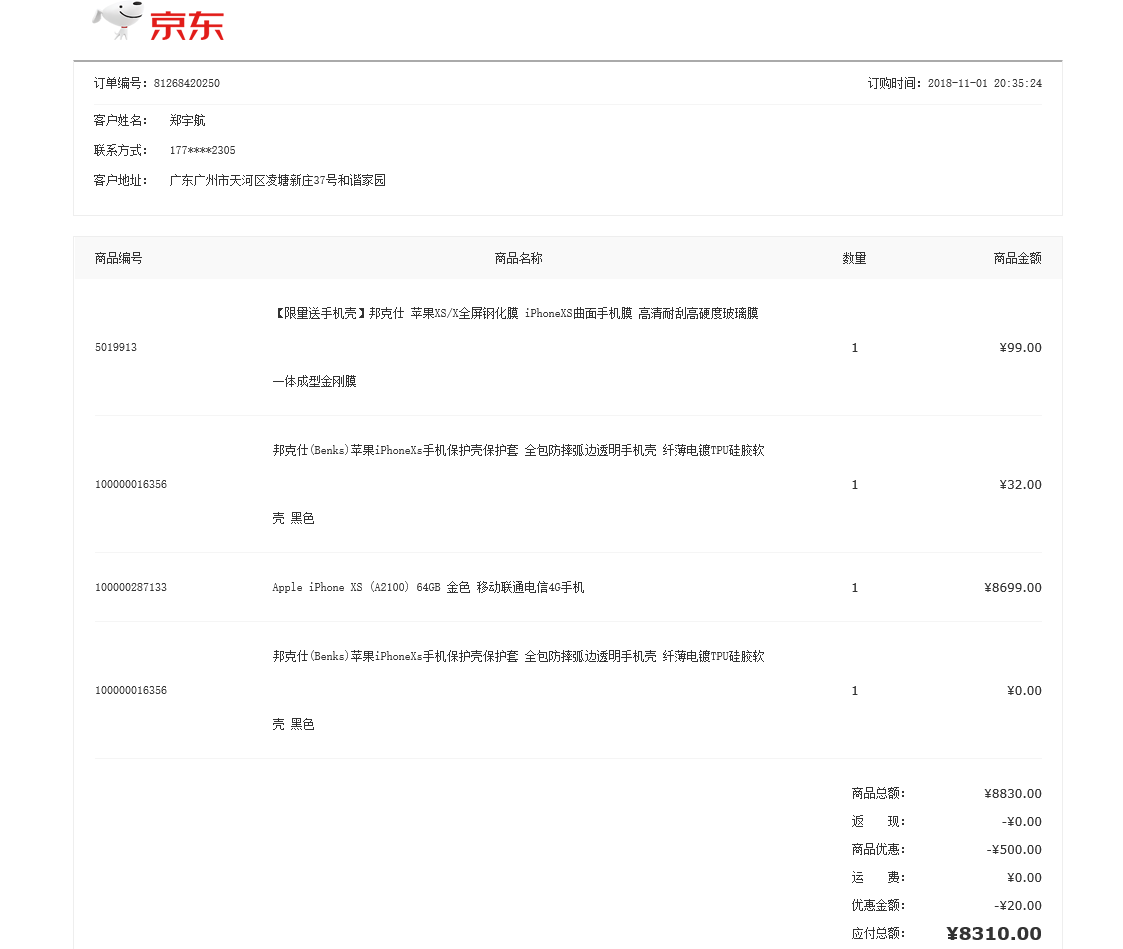 京东
订单编号：81268420250 订购时间：2018-11-01 20:35:24
客户姓名： 郑宇航
联系方式： 177****2305
客户地址： 广东广州市天河区凌塘新庄37号和谐家园
商品编号 商品名称 数量 商品金额
【限量送手机壳】邦克仕 苹果XS/X全屏钢化膜 iPhoneXS曲面手机膜 高清耐刮高硬度玻璃膜
5019913 1 ¥99.00
一体成型金刚膜
邦克仕(Benks)苹果iPhoneXs手机保护壳保护套 全包防摔弧边透明手机壳 纤薄电镀TPU硅胶软
100000016356 1 ¥32.00
壳 黑色
100000287133 Apple iPhone XS (A2100) 64GB 金色 移动联通电信4G手机 1 ¥8699.00
邦克仕(Benks)苹果iPhoneXs手机保护壳保护套 全包防摔弧边透明手机壳 纤薄电镀TPU硅胶软
100000016356 1 ¥0.00
壳 黑色
商品总额： ¥8830.00
返 现： -¥0.00
商品优惠： -¥500.00
运 费： ¥0.00
优惠金额： -¥20.00
应付总额： ¥8310.00